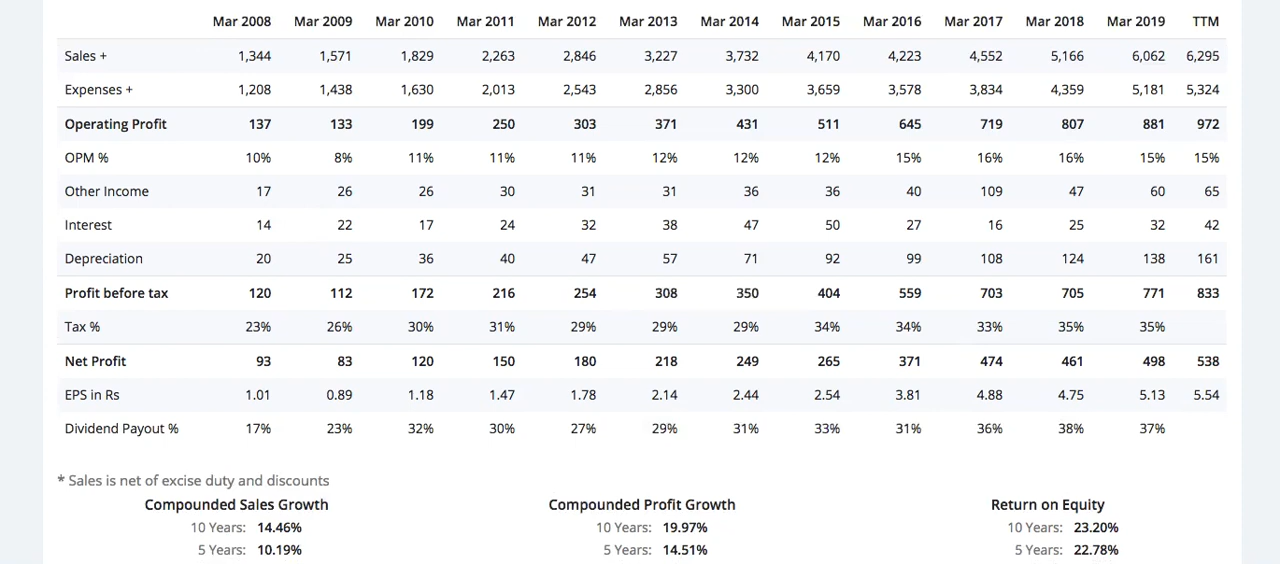 Mar 2008 Mar 2009 Mar 2010 Mar 2011 Mar 2012 Mar 2013 Mar 2014 Mar 2015 Mar 2016 Mar 2017 Mar 2018 Mar 2019 TTM
Sales + 1,344 1,571 1,829 2,263 2,846 3,227 3,732 4,170 4,223 4,552 5,166 6,062 6,295
Expenses + 1,208 1,438 1,630 2,013 2,543 2,856 3,300 3,659 3,578 3,834 4,359 5,181 5,324
Operating Profit 137 133 199 250 303 371 431 511 645 719 807 881 972
OPM % 10% 8% 11% 11% 11% 12% 12% 12% 15% 16% 16% 15% 15%
Other Income 17 26 26 30 31 31 36 36 40 109 47 60 65
Interest 14 22 17 24 32 38 47 50 27 16 25 32 42
Depreciation 20 25 36 40 47 57 71 92 99 108 124 138 161
Profit before tax 120 112 172 216 254 308 350 404 559 703 705 771 833
Tax % 23% 26% 30% 31% 29% 29% 29% 34% 34% 33% 35% 35%
Net Profit 93 83 120 150 180 218 249 265 371 474 461 498 538
EPS in Rs 1.01 0.89 1.18 1.47 1.78 2.14 2.44 2.54 3.81 4.88 4.75 5.13 5.54
Dividend Payout % 17% 23% 32% 30% 27% 29% 31% 33% 31% 36% 38% 37%
* Sales is net of excise duty and discounts
Compounded Sales Growth Compounded Profit Growth Return on Equity
10 Years: 14.46% 10 Years: 19.97% 10 Years: 23.20%
5 Years: 10.19% 5 Years: 14.51% 5 Years: 22.78%